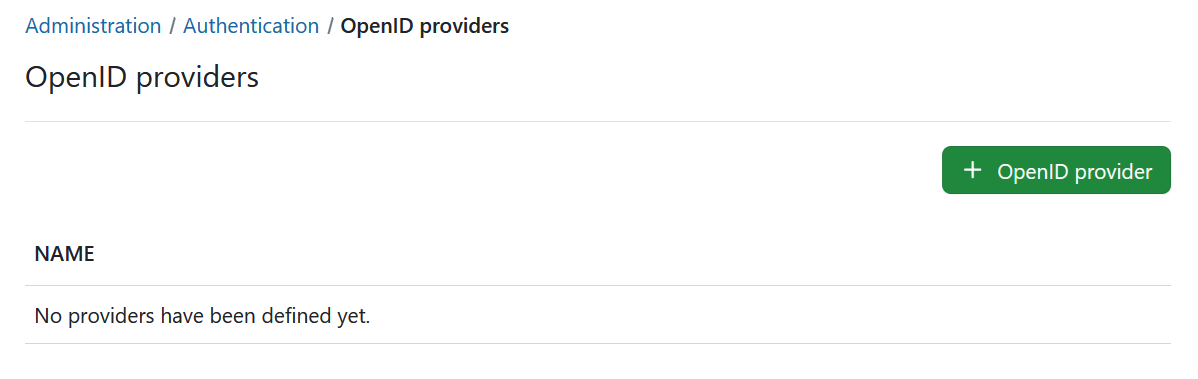 Administration / Authentication / OpenID providers
OpenID providers
+ OpenID provider
NAME
No providers have been defined yet.